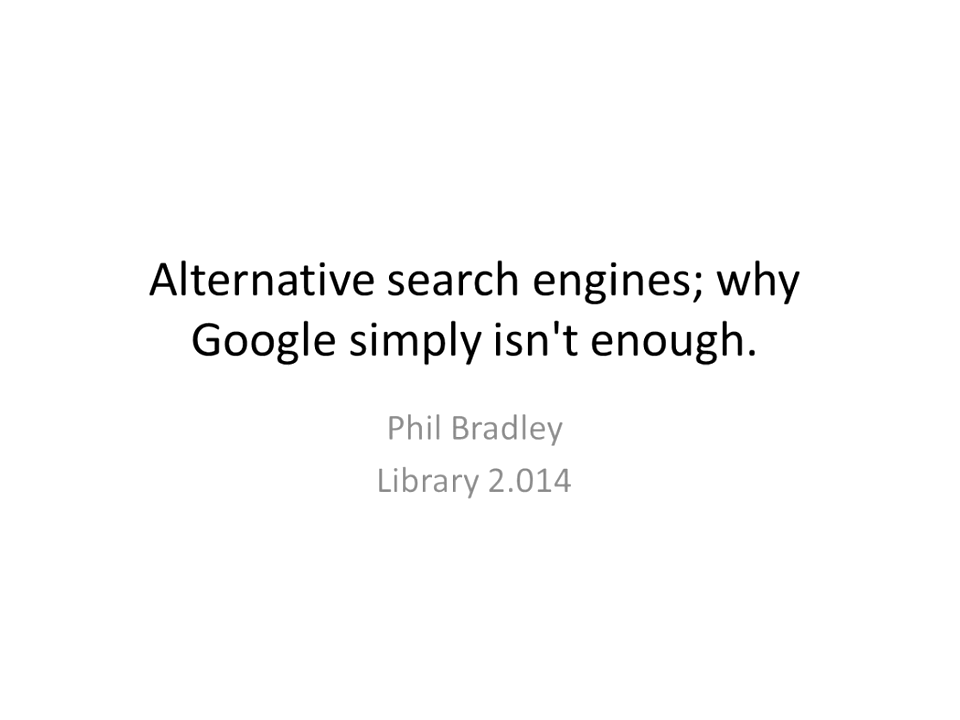 Alternative search engines; why
Google simply isn't enough.
Phil Bradley
Library 2.014